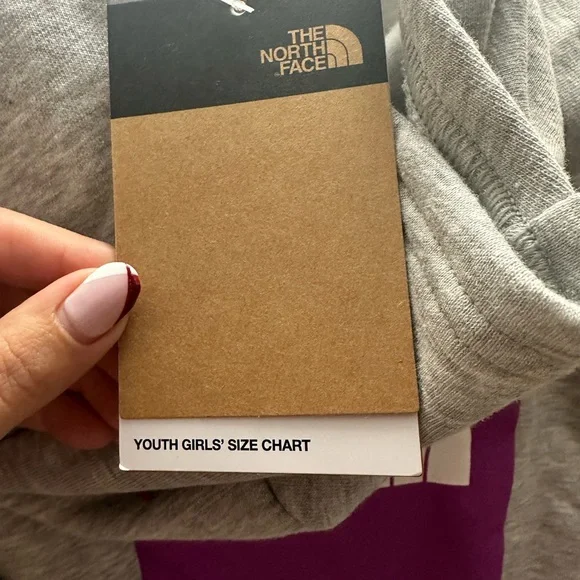 THE
NORTH
FACE
YOUTH GIRLS' SIZE CHART